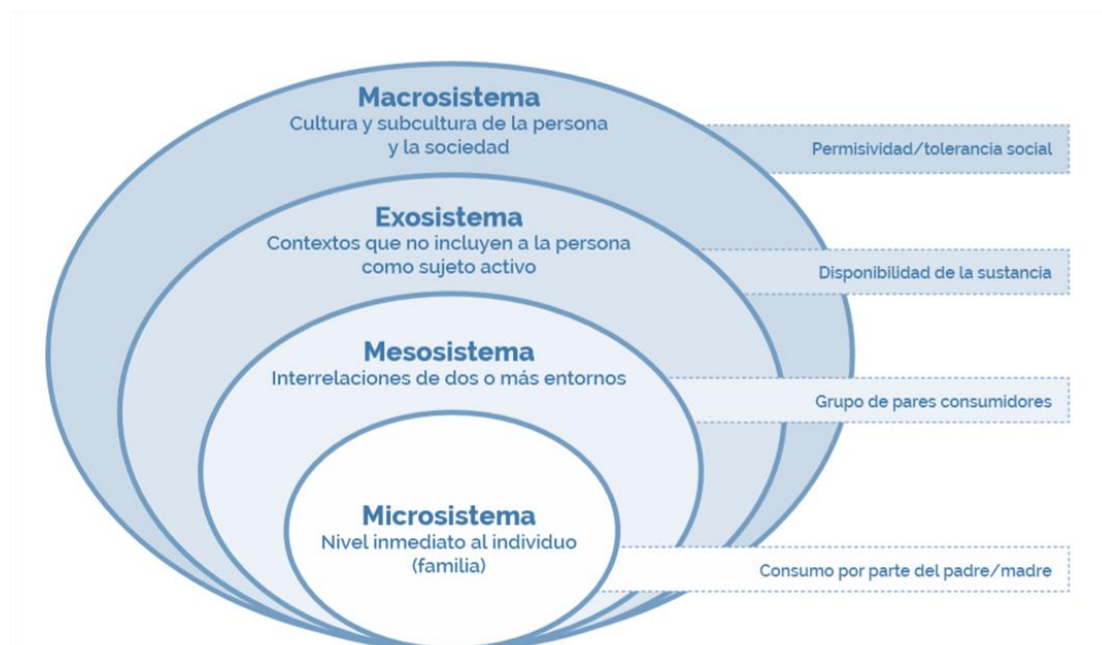 Macrosistema
Cultura y subcultura de la persona
y la sociedad
Permisividad/tolerancia social
Exosistema
Contextos que no incluyen a la persona
como sujeto activo
Disponibilidad de la sustancia
Mesosistema
Interrelaciones de dos o más entornos
Grupo de pares consumidores
Microsistema
Nivel inmediato al individuo
(familia)
Consumo por parte del padre/madre